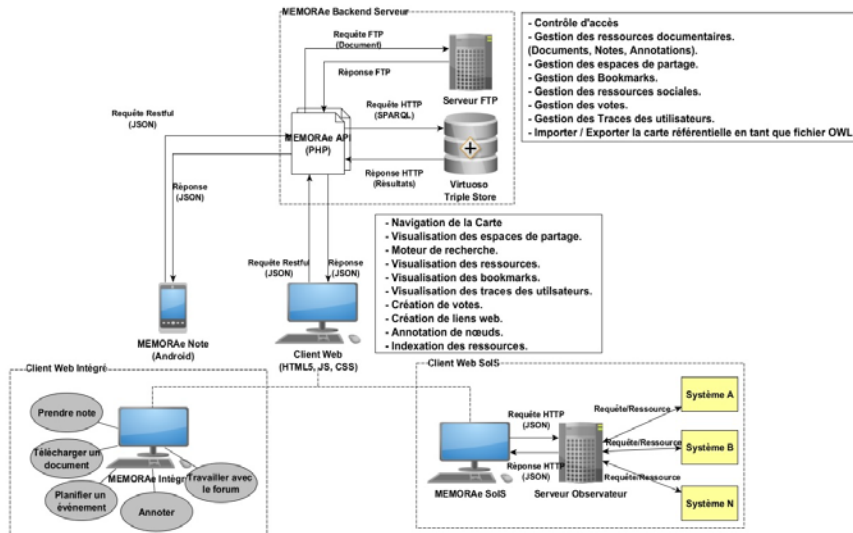 MEMORAe Backend Serveur
Requête FTP
(Document)
Réponse FTP
Serveur FTP
Requête HTTP
(SPARQL)
MEMORAe API
(PHP)
Réponse HTTP
(Résultats)
Virtuoso
Triple Store
- Contrôle d'accès
- Gestion des ressources documentaires.
(Documents, Notes, Annotations).
- Gestion des espaces de partage.
- Gestion des Bookmarks.
- Gestion des ressources sociales.
- Gestion des votes.
- Gestion des Traces des utilisateurs.
- Importer / Exporter la carte référentielle en tant que fichier OWL
Requête Restful
(JSON)
Réponse
(JSON)
MEMORAe Note
(Android)
Requête Restful
(JSON)
Réponse
(JSON)
Client Web
(HTML5, JS, CSS)
- Navigation de la Carte
- Visualisation des espaces de partage.
- Moteur de recherche.
- Visualisation des ressources.
- Visualisation des bookmarks.
- Visualisation des traces des utilsateurs.
- Création de votes.
- Création de liens web.
- Annotation de nœuds.
- Indexation des ressources.
Client Web Intégré
Prendre note
Télécharger un
document
MEMORAe Intégré
Planifier un
événement
Annoter
Travailler avec
le forum
Client Web SoIS
MEMORAe SoIS
Requête HTTP
(JSON)
Réponse HTTP
(JSON)
Serveur Observateur
Requête/Ressource
Système A
Requête/Ressource
Système B
Requête/Ressource
Système N